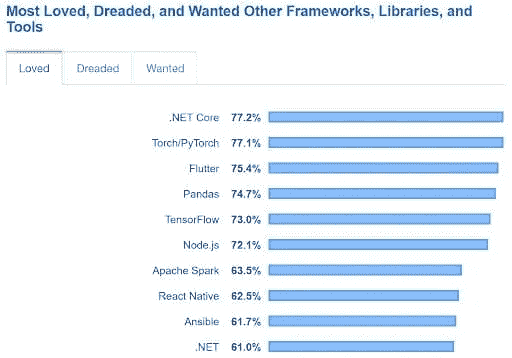 Most Loved, Dreaded, and Wanted Other Frameworks, Libraries, and
Tools
Loved Dreaded Wanted
.NET Core 77.2%
Torch/PyTorch 77.1%
Flutter 75.4%
Pandas 74.7%
TensorFlow 73.0%
Node.js 72.1%
Apache Spark 63.5%
React Native 62.5%
Ansible 61.7%
.NET 61.0%